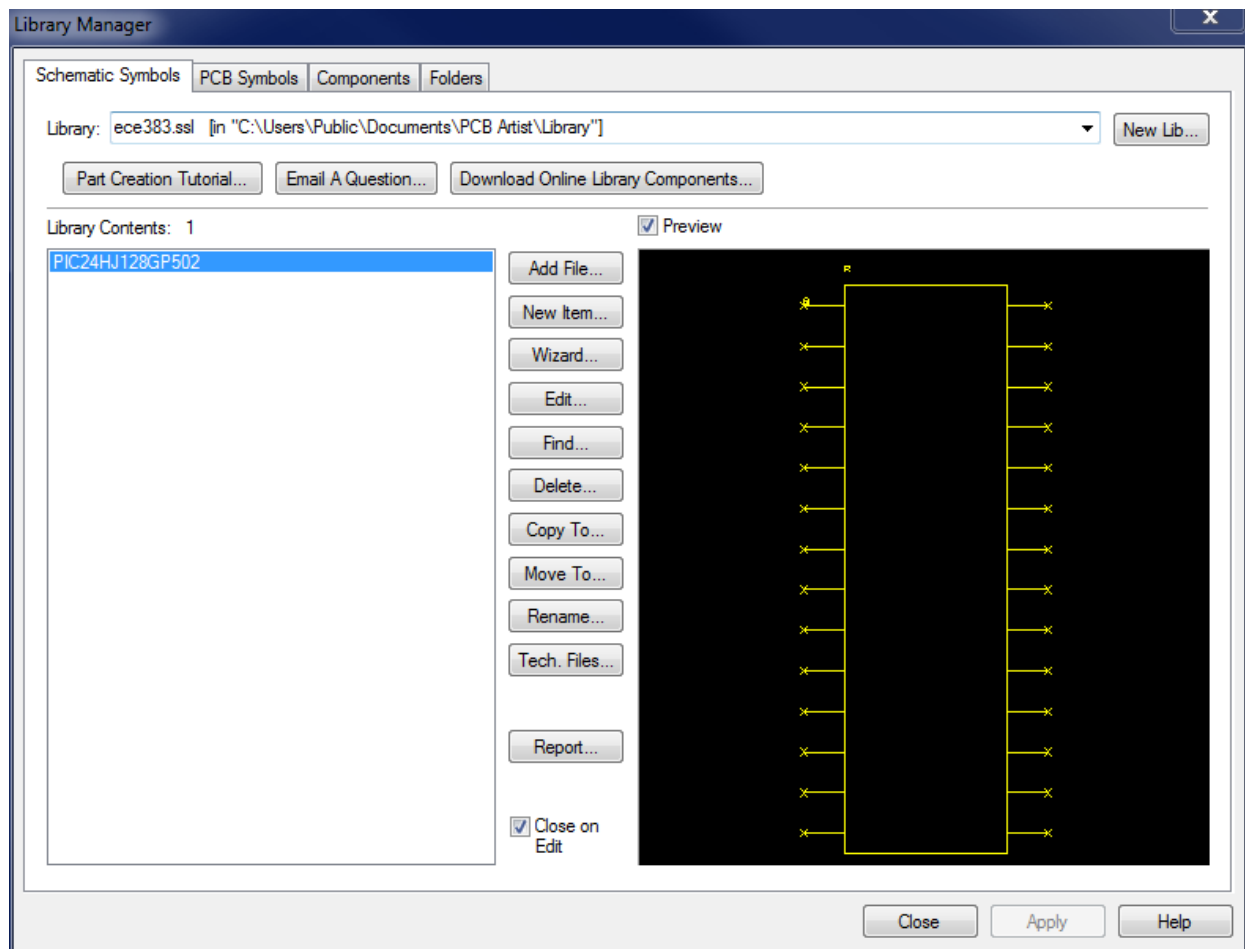 Library Manager
X
Schematic Symbols PCB Symbols Components Folders
Library: ece383.ssl [in "C:\Users\Public\Documents\PCB Artist\Library"] New Lib...
Part Creation Tutorial... Email A Question... Download Online Library Components...
Library Contents: 1
Preview
PIC24HJ128GP502
Add File...
New Item...
Wizard...
Edit...
Find...
Delete...
Copy To...
Move To...
Rename...
Tech. Files...
Report...
Close on
Edit
Close Apply Help